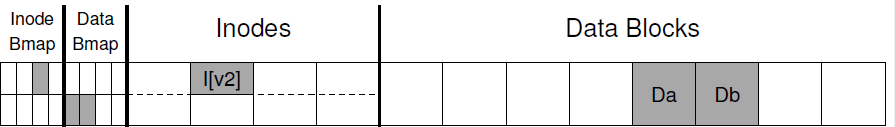 Inode
Bmap
Data
Bmap
Inodes
Data Blocks
I[v2]
Da
Db